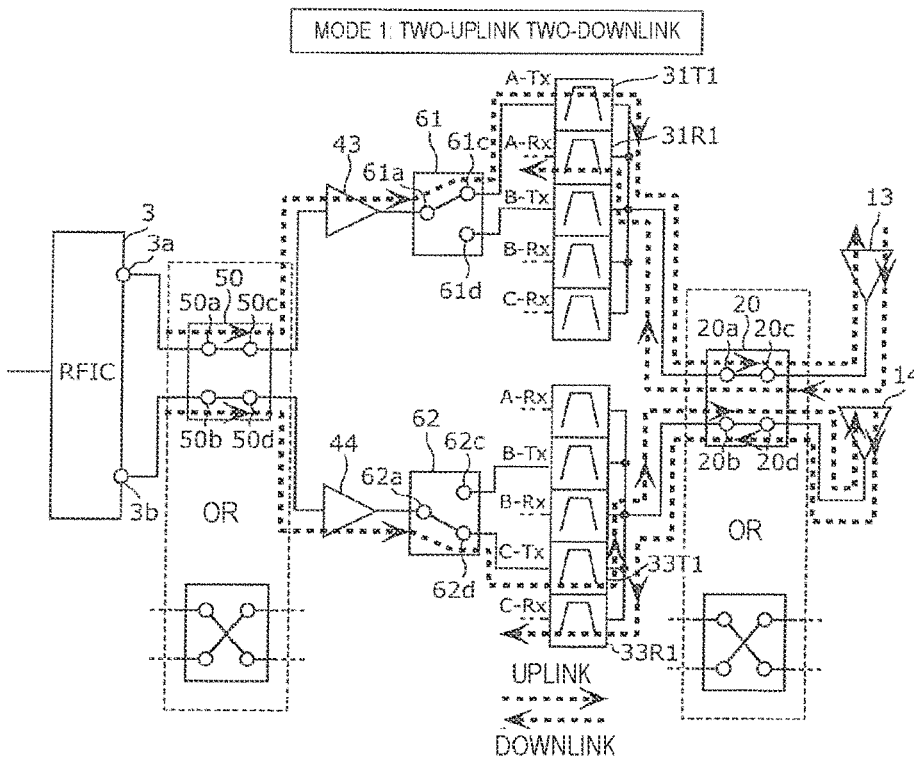 MODE 1: TWO-UPLINK TWO-DOWNLINK
A-Tx
31T1
61
61c
A-Rx
31R1
43
61a
B-Tx
3
13
3a
B-Rx
50
61d
20
50a
50c
C-Rx
20a
20c
RFIC
14
A-Rx
50b
50d
62
62c
B-Tx
20b
20d
44
62a
B-Rx
3b
OR
OR
C-Tx
33T1
62d
C-Rx
33R1
UPLINK
DOWNLINK